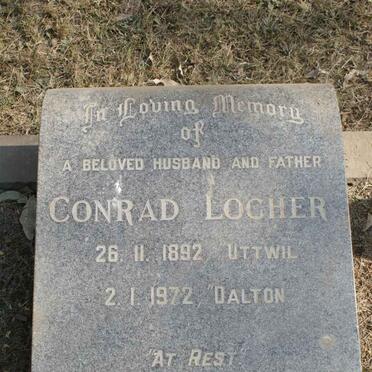 In Loving Memory
of
A BELOVED HUSBAND AND FATHER
CONRAD LOCHER
26. 11. 1892 UTTWIL
2. 1. 1972, DALTON
"AT REST"